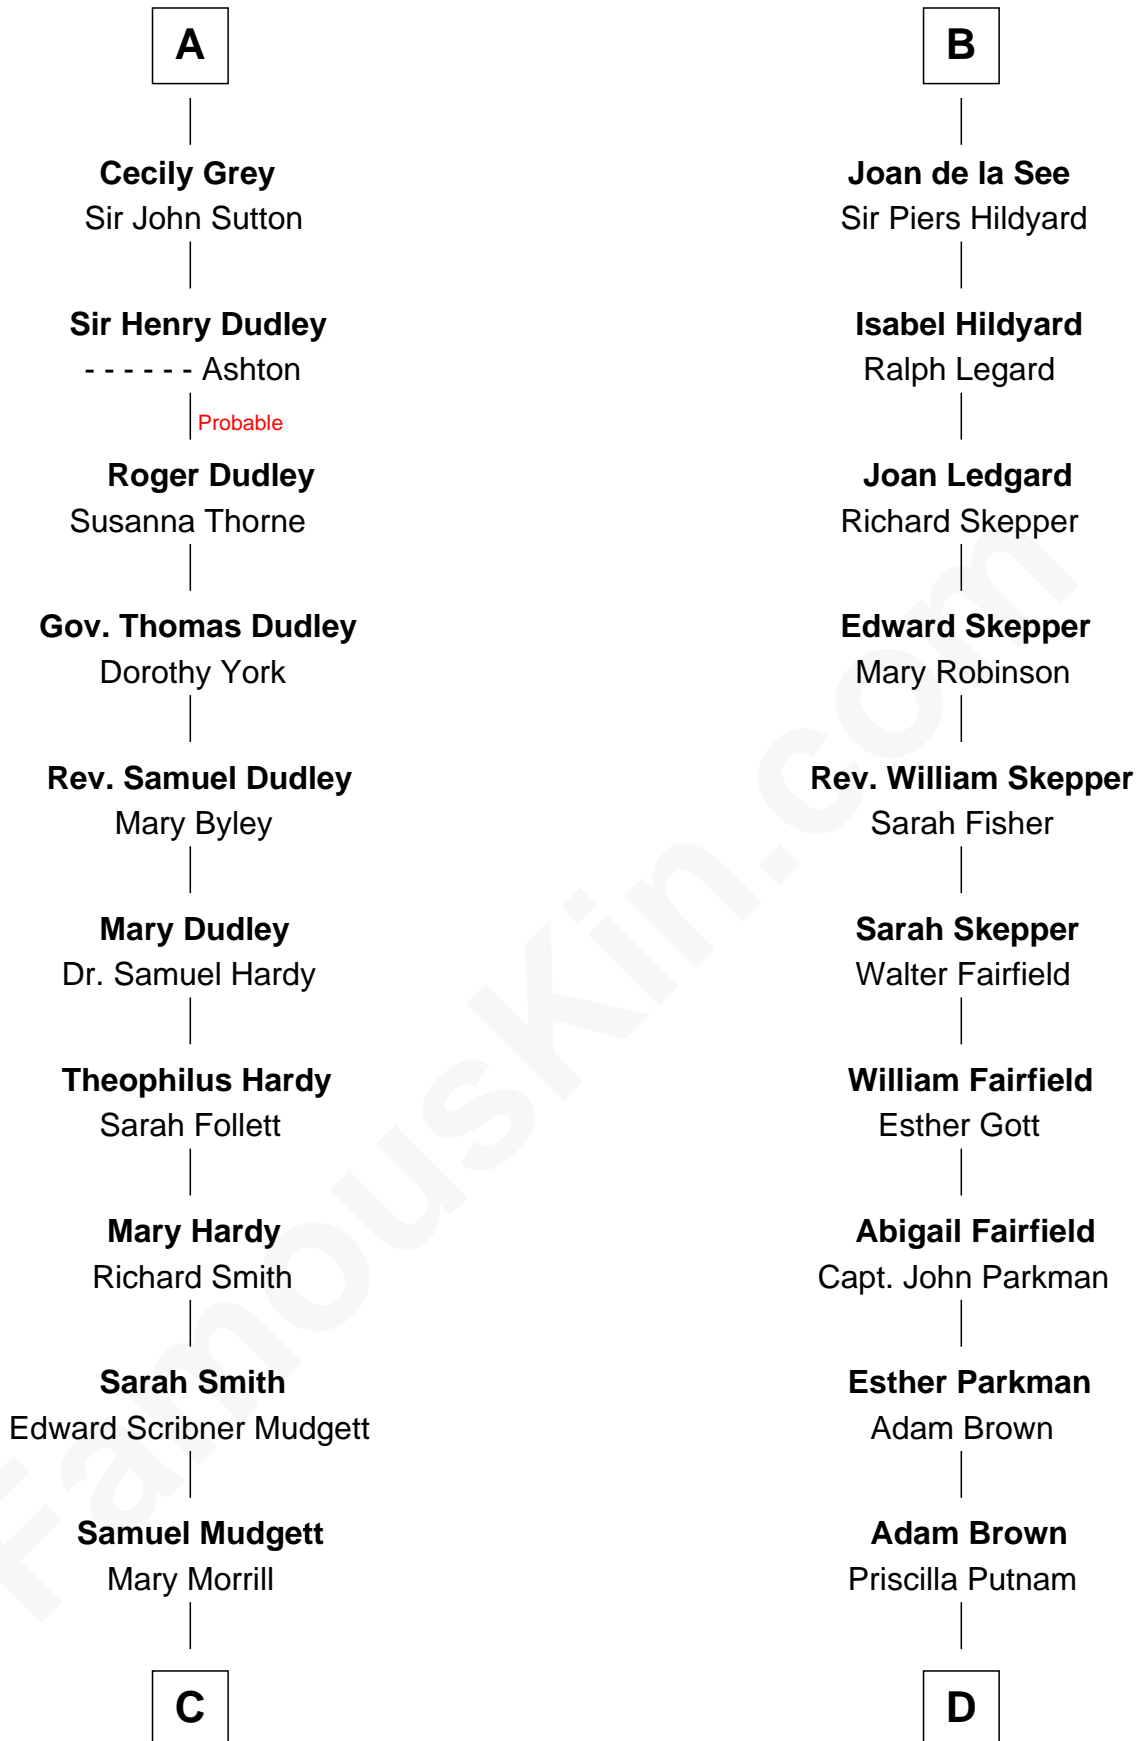 A
Cecily Grey
Sir John Sutton
Sir Henry Dudley
- - - - - - Ashton
Probable
Roger Dudley
Susanna Thorne
Gov. Thomas Dudley
Dorothy York
Rev. Samuel Dudley
Mary Byley
Mary Dudley
Dr. Samuel Hardy
Theophilus Hardy
Sarah Follett
Mary Hardy
Richard Smith
Sarah Smith
Edward Scribner Mudgett
Samuel Mudgett
Mary Morrill
C
B
Joan de la See
Sir Piers Hildyard
Isabel Hildyard
Ralph Legard
Joan Ledgard
Richard Skepper
Edward Skepper
Mary Robinson
Rev. William Skepper
Sarah Fisher
Sarah Skepper
Walter Fairfield
William Fairfield
Esther Gott
Abigail Fairfield
Capt. John Parkman
Esther Parkman
Adam Brown
Adam Brown
Priscilla Putnam
D
FamousKin.com